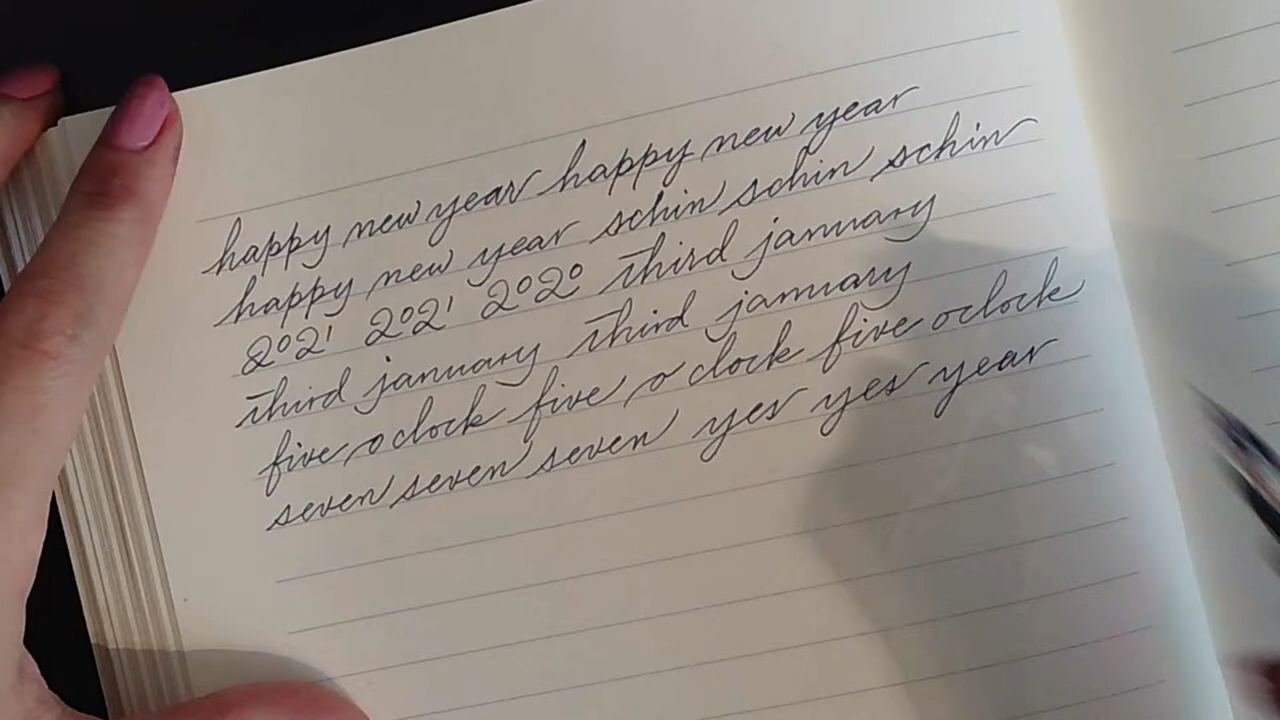 happy new year happy new year
happy new year schin schin schin
2021 2021 2020 third january
third january third january
five oclock five o clock five oclock
seven seven seven yes yes year